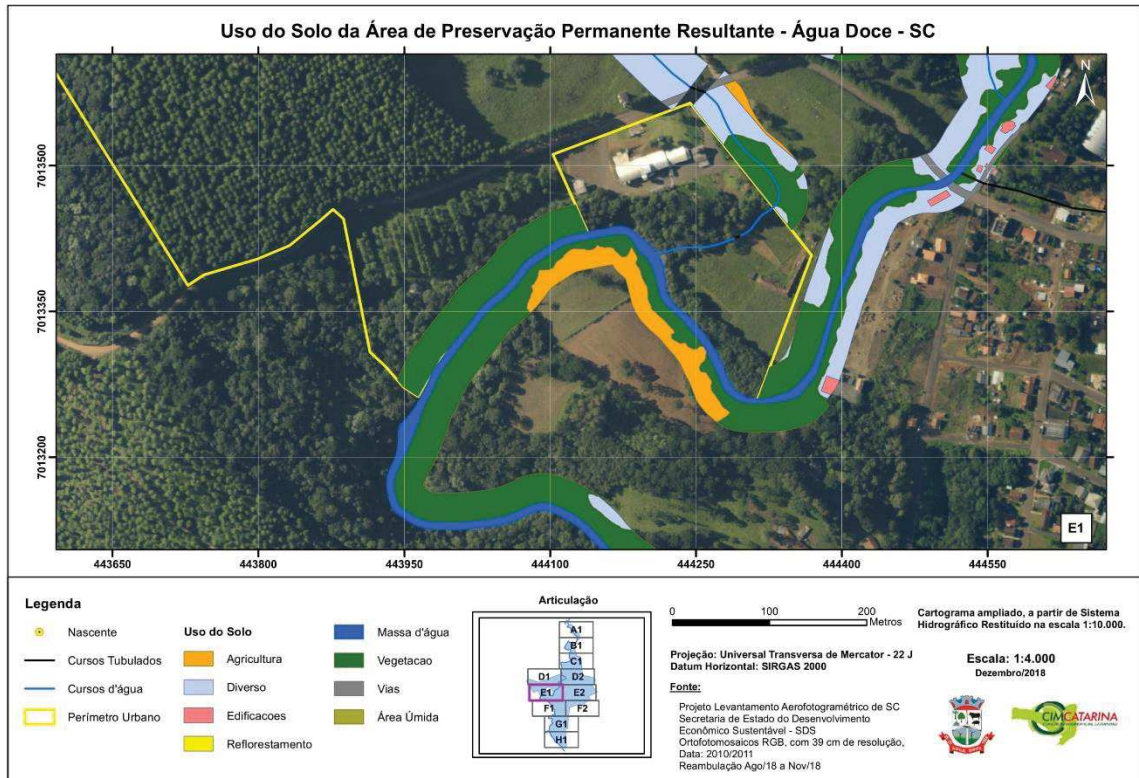 Uso do Solo da Área de Preservação Permanente Resultante - Água Doce - SC
N
7013500
7013350
7013200
E1
443650 443800 443950 444100 444250 444400 444550
Legenda
Nascente
Cursos Tubulados
Cursos d'água
Perímetro Urbano
Uso do Solo
Agricultura
Diverso
Edificacoes
Reflorestamento
Massa d'água
Vegetacao
Vias
Área Úmida
Articulação
A1
B1
C1
D1 D2
E1 E2
F1 F2
G1
H1
0 100 200
Metros
Projeção: Universal Transversa de Mercator - 22 J
Datum Horizontal: SIRGAS 2000
Fonte:
Projeto Levantamento Aerofotogramétrico de SC
Secretaria de Estado do Desenvolvimento
Econômico Sustentável - SDS
Ortofotomosaicos RGB, com 39 cm de resolução,
Data: 2010/2011
Reambulação Ago/18 a Nov/18
Cartograma ampliado, a partir de Sistema
Hidrográfico Restituído na escala 1:10.000.
Escala: 1:4.000
Dezembro/2018
CIMCATARINA